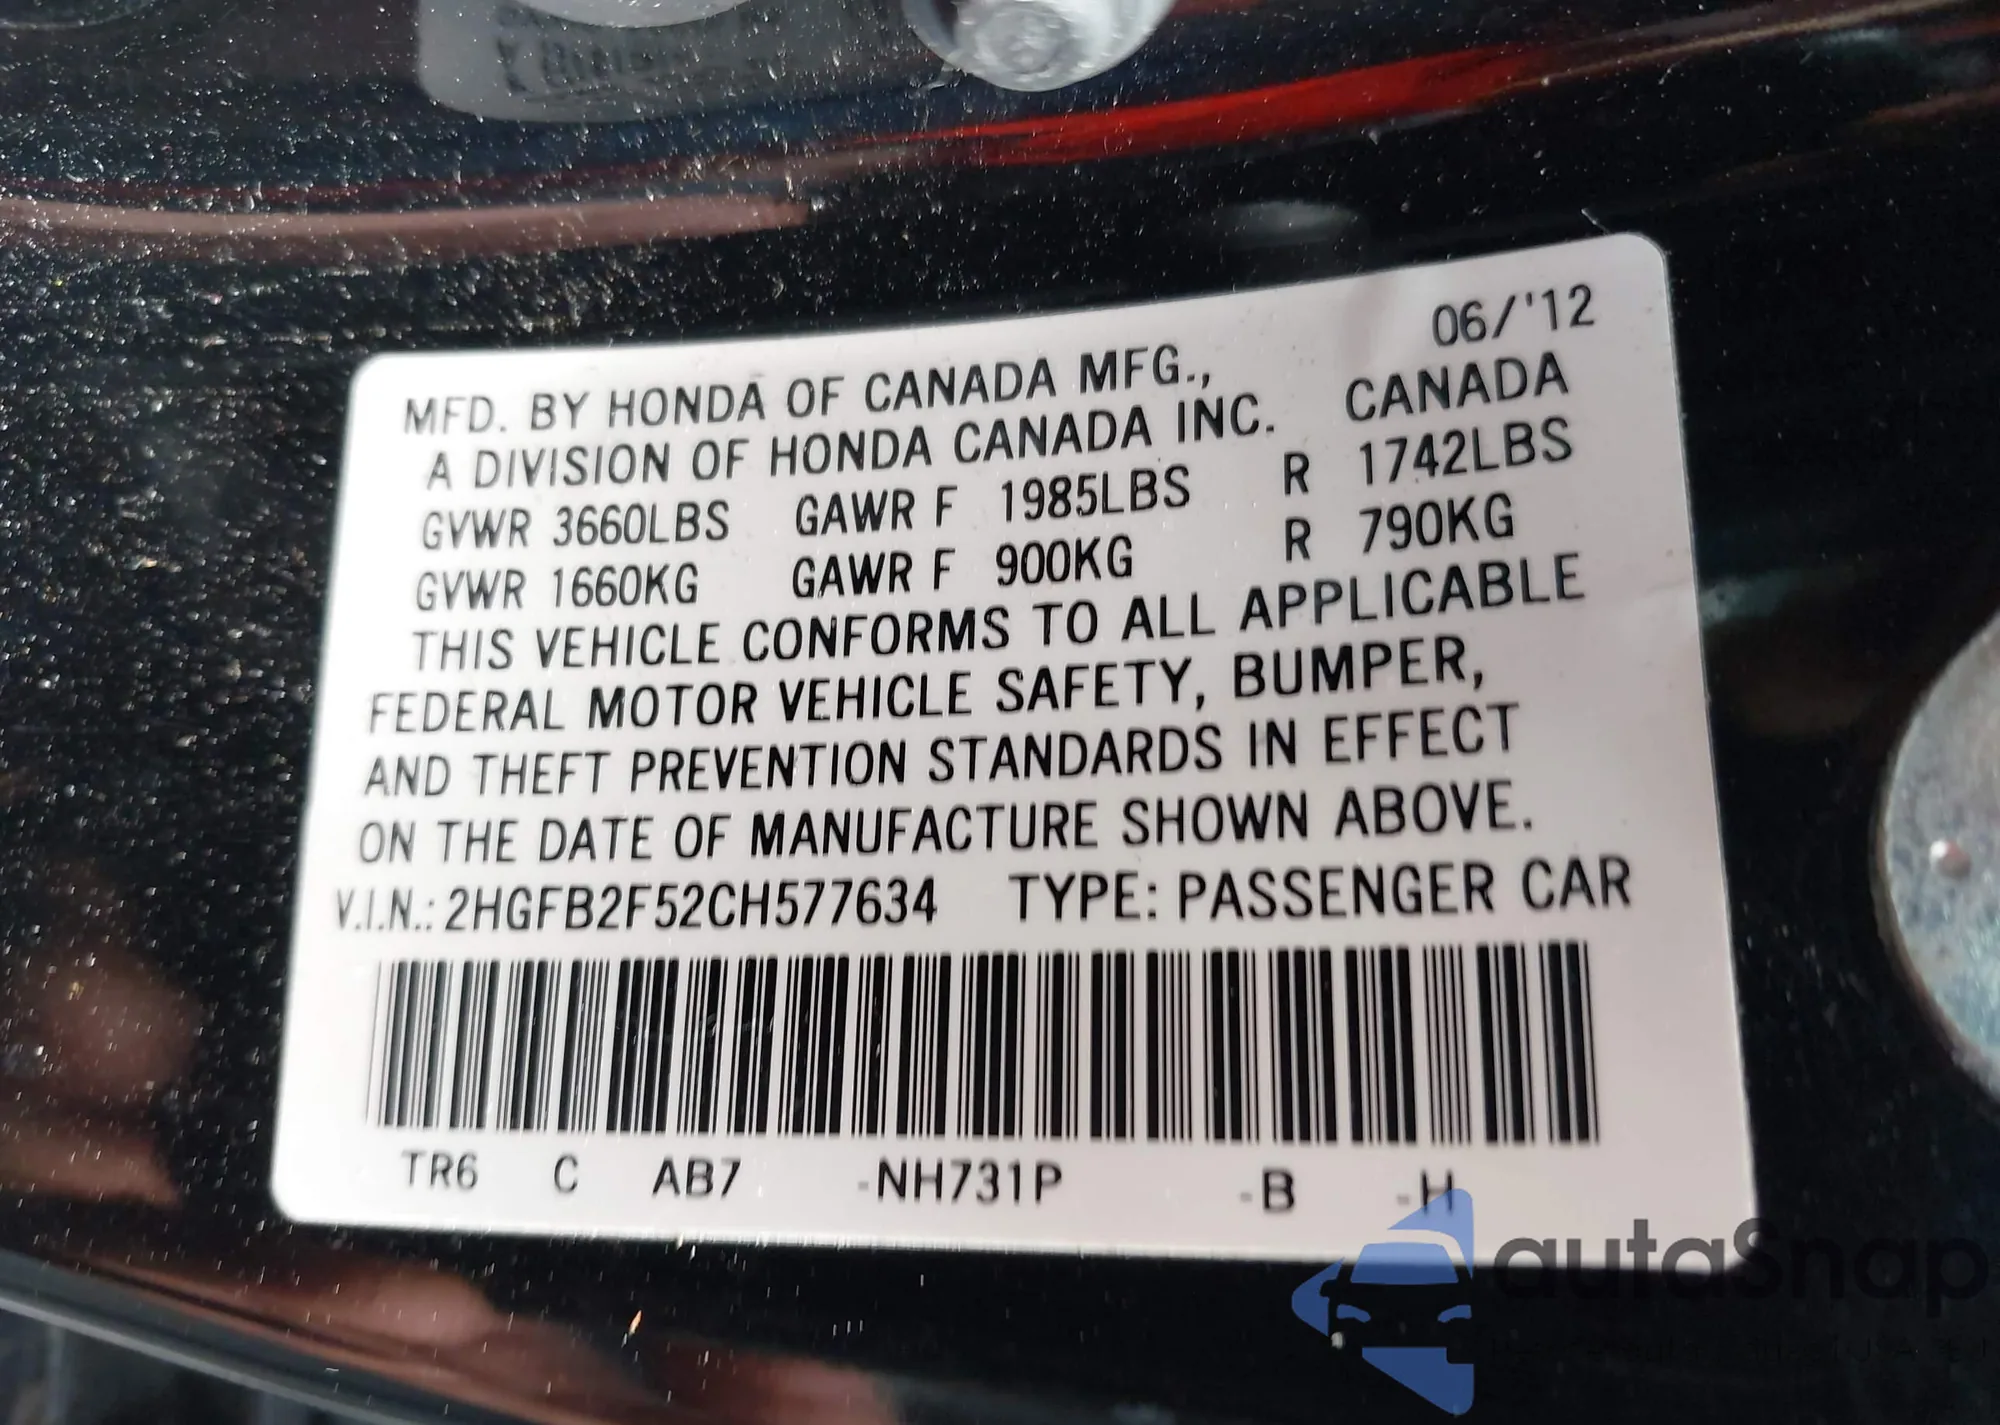 06/'12
MFD. BY HONDA OF CANADA MFG.,
A DIVISION OF HONDA CANADA INC. CANADA
GVWR 3660LBS GAWR F 1985LBS R 1742LBS
GVWR 1660KG GAWR F 900KG R 790KG
THIS VEHICLE CONFORMS TO ALL APPLICABLE
FEDERAL MOTOR VEHICLE SAFETY, BUMPER,
AND THEFT PREVENTION STANDARDS IN EFFECT
ON THE DATE OF MANUFACTURE SHOWN ABOVE.
V.I.N.: 2HGFB2F52CH577634 TYPE: PASSENGER CAR
TR6 C AB7 -NH731P -B -H
autaSnap